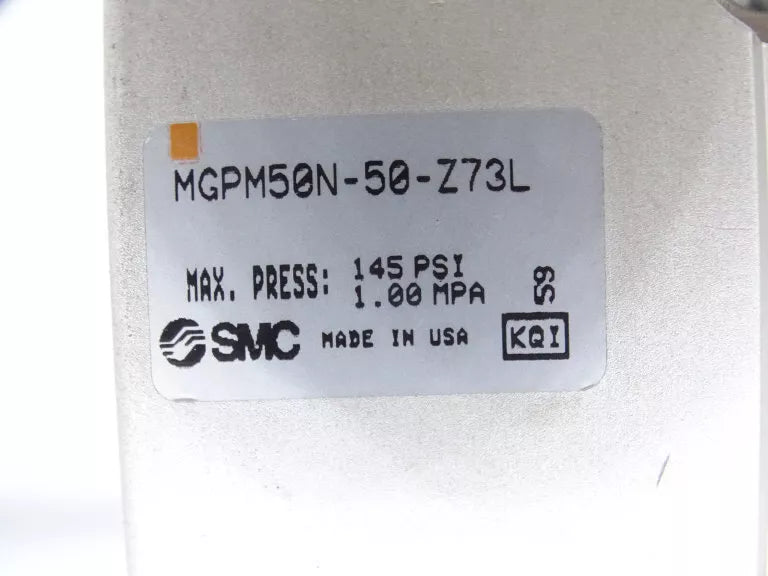 MGPM50N-50-Z73L
MAX. PRESS: 145 PSI
1.00 MPA
59
SMC MADE IN USA KQI